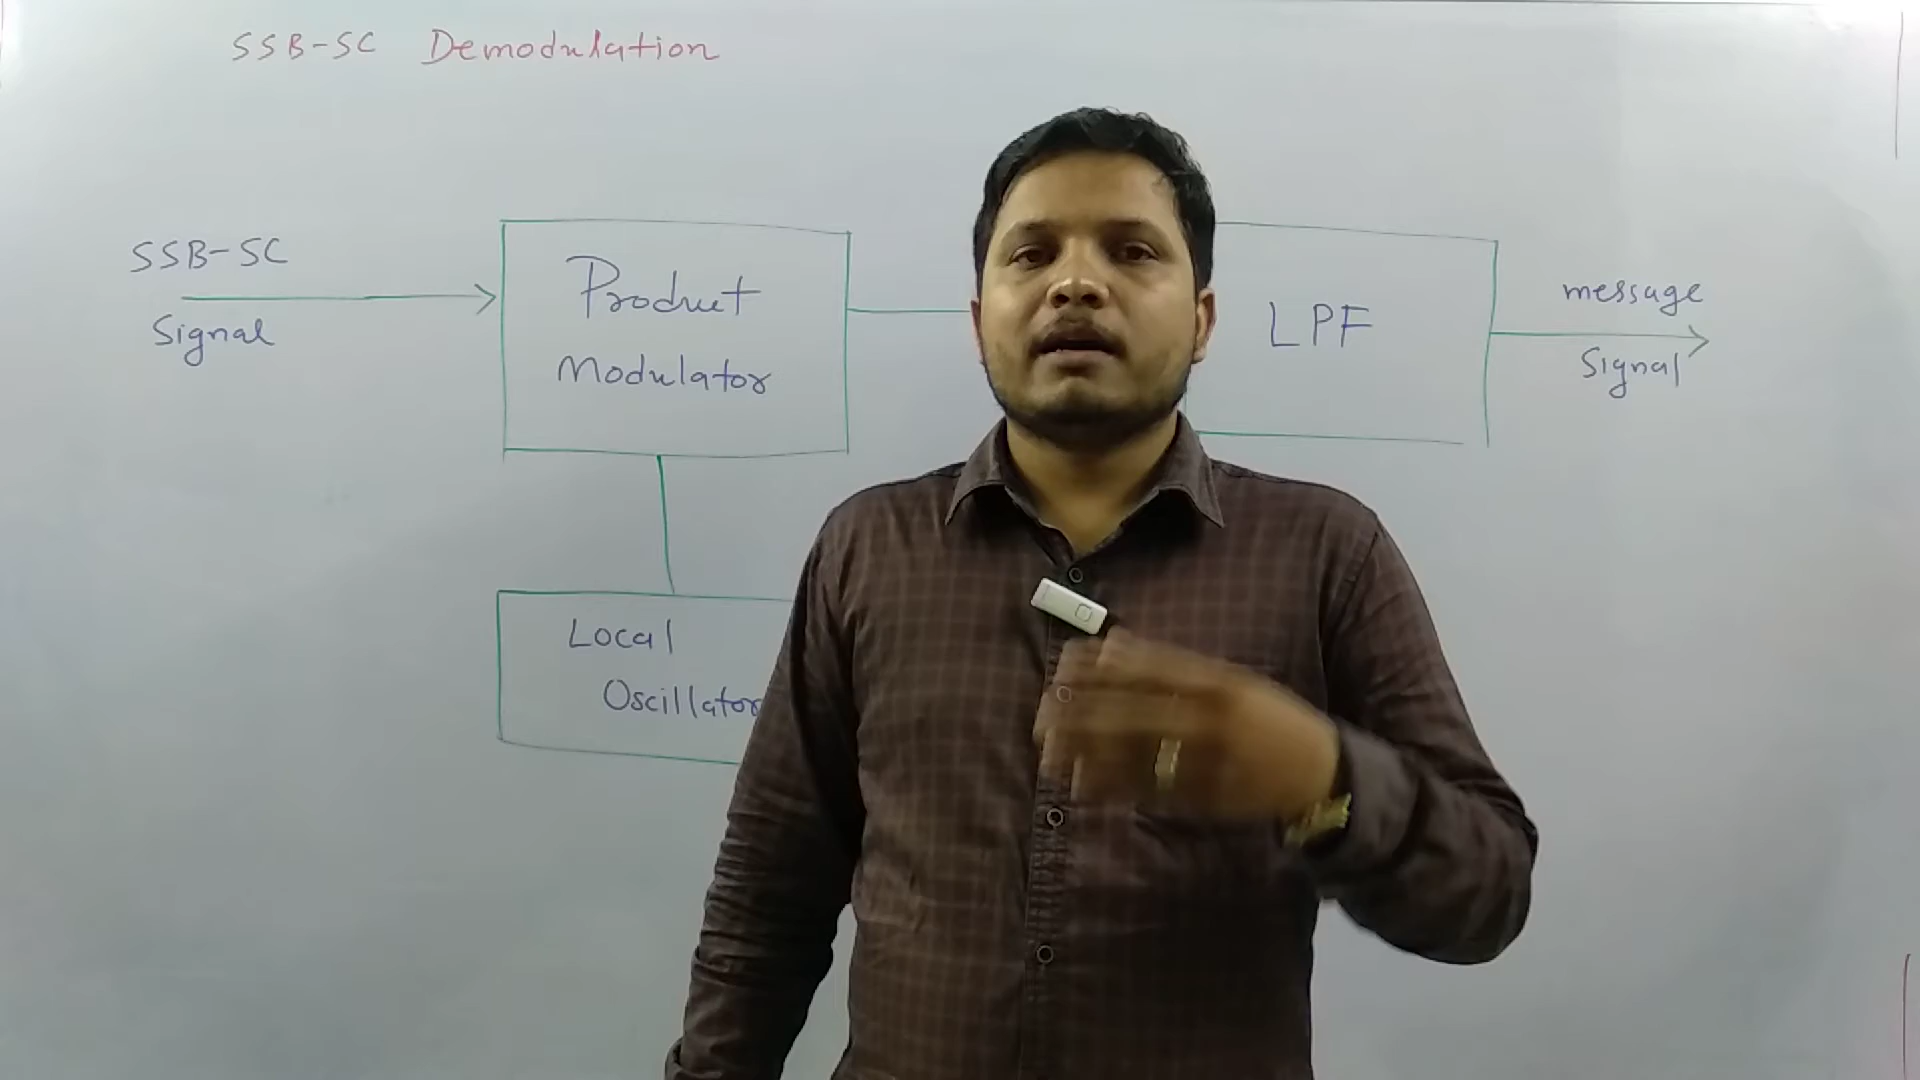 SSB-SC Demodulation
SSB-SC
Signal
Product
Modulator
LPF
message
Signal
Local
Oscillator